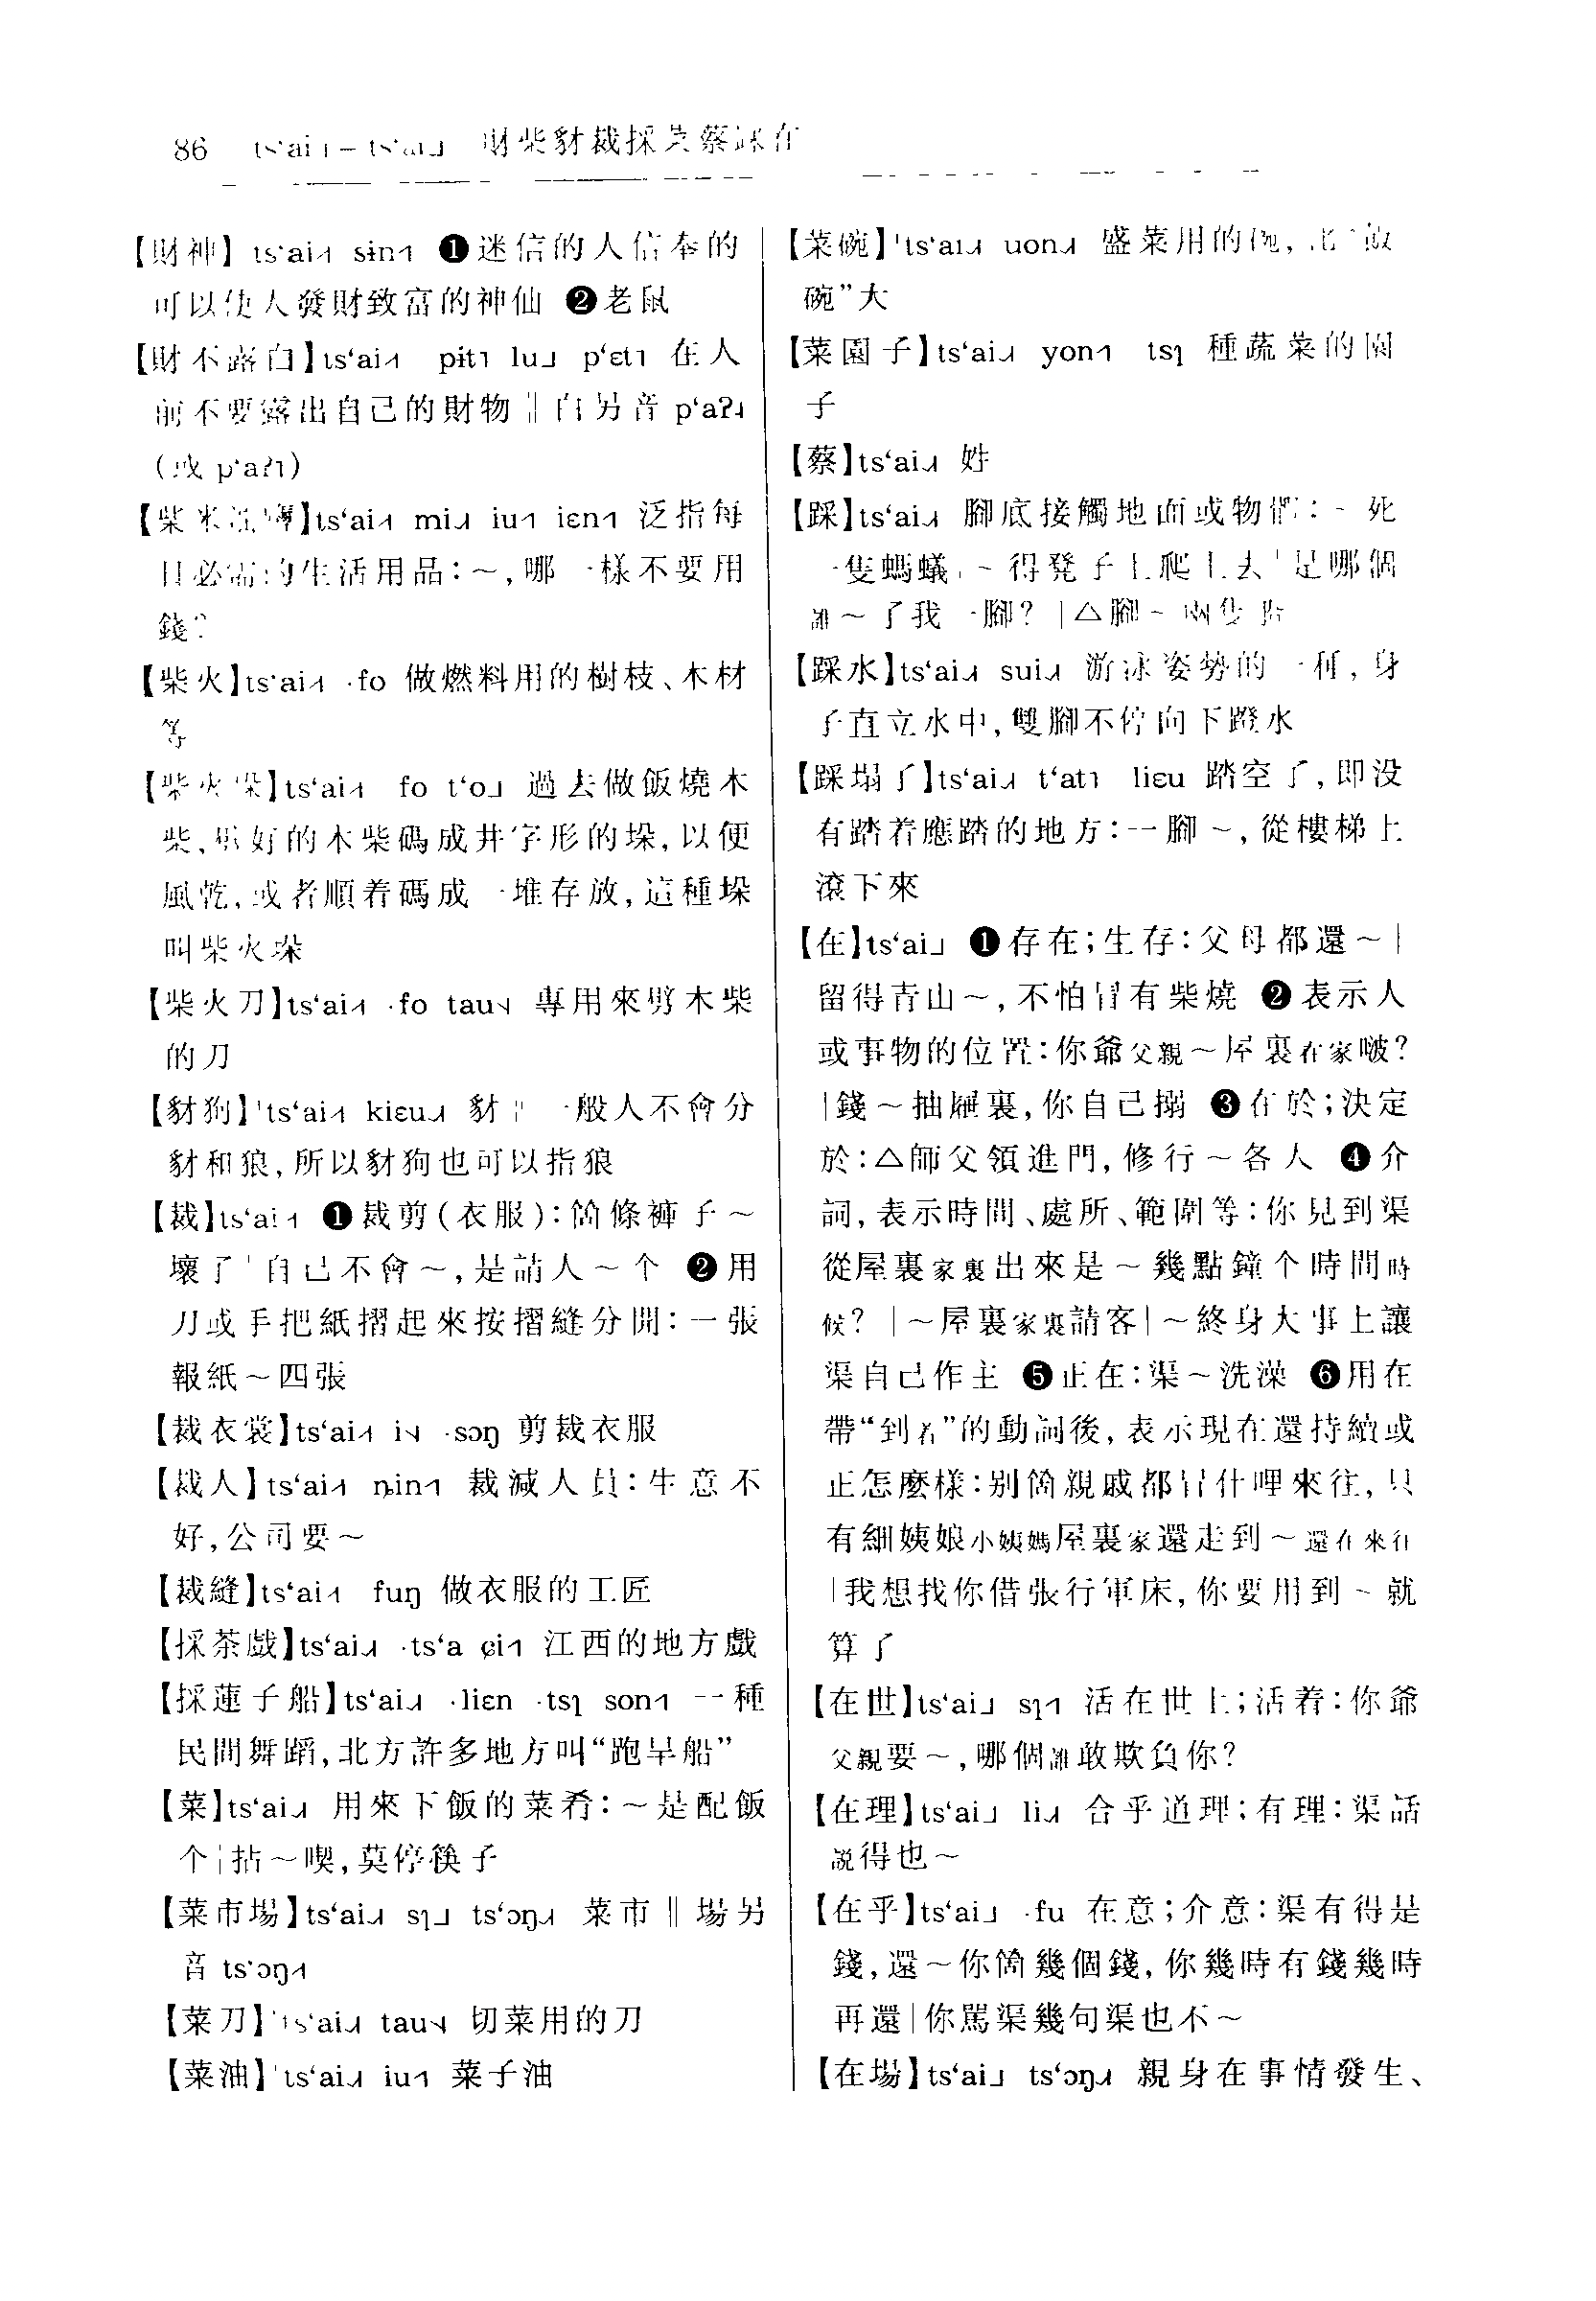 86 tsʻai˧˥–tsʻai˩ 財柴豺裁採菜蔡踩在
【財神】tsʻai˧˥ sɨn˧˥ ❶迷信的人信奉的
可以使人發財致富的神仙 ❷老鼠
【財不露白】tsʻai˧˥ pɨt˥ lu˩ pʻɛt˥ 在人
前不要露出自己的財物‖白另音 pʻaʔ˨
(或 pʻaʔ˥)
【柴米油鹽】tsʻai˧˥ mi˨˩˧ iu˧˥ iɛn˧˥ 泛指每
日必需的生活用品:～,哪一樣不要用
錢?
【柴火】tsʻai˧˥ ·fo 做燃料用的樹枝、木材
等
【柴火垛】tsʻai˧˥ fo tʻo˩ 過去做飯燒木
柴,劈好的木柴碼成井字形的垛,以便
風乾,或者順着碼成一堆存放,這種垛
叫柴火垛
【柴火刀】tsʻai˧˥ ·fo tau˦˨ 專用來劈木柴
的刀
【豺狗】tsʻai˧˥ kiɛu˨˩˧ 豺‖一般人不會分
豺和狼,所以豺狗也可以指狼
【裁】tsʻai˧˥ ❶裁剪(衣服):箇條褲子～
壞了|自己不會～,是請人～个 ❷用
刀或手把紙摺起來按摺縫分開:一張
報紙～四張
【裁衣裳】tsʻai˧˥ i˦˨ ·sɔŋ 剪裁衣服
【裁人】tsʻai˧˥ ȵin˧˥ 裁減人員:生意不
好,公司要～
【裁縫】tsʻai˧˥ fuŋ 做衣服的工匠
【採茶戲】tsʻai˨˩˧ ·tsʻa ɕi˧˥ 江西的地方戲
【採蓮子船】tsʻai˨˩˧ ·liɛn ·tsɿ son˧˥ 一種
民間舞蹈,北方許多地方叫“跑旱船”
【菜】tsʻai˨˩˧ 用來下飯的菜肴:～是配飯
个|拈～喫,莫停筷子
【菜市場】tsʻai˨˩˧ sɿ˩ tsʻɔŋ˨˩˧ 菜市‖場另
音 tsʻɔŋ˧˥
【菜刀】tsʻai˨˩˧ tau˦˨ 切菜用的刀
【菜油】tsʻai˨˩˧ iu˧˥ 菜子油
【菜碗】tsʻai˨˩˧ uon˨˩˧ 盛菜用的碗,比“飯
碗”大
【菜園子】tsʻai˨˩˧ yon˧˥ tsɿ 種蔬菜的園
子
【蔡】tsʻai˨˩˧ 姓
【踩】tsʻai˨˩˧ 腳底接觸地面或物體:～死
一隻螞蟻|～得凳子上爬上去|是哪個
誰～了我一腳?|△腳～兩隻船
【踩水】tsʻai˨˩˧ sui˨˩˧ 游泳姿勢的一種,身
子直立水中,雙腳不停向下蹬水
【踩塌了】tsʻai˨˩˧ tʻat˥ liɛu 踏空了,即没
有踏着應踏的地方:一腳～,從樓梯上
滾下來
【在】tsʻai˩ ❶存在;生存:父母都還～|
留得青山～,不怕冒有柴燒 ❷表示人
或事物的位置:你爺父親～屋裏在家啵?
|錢～抽屜裏,你自己搦 ❸在於;決定
於:△師父領進門,修行～各人 ❹介
詞,表示時間、處所、範圍等:你見到渠
從屋裏家裏出來是～幾點鐘个時間時
候?|～屋裏家裏請客|～終身大事上讓
渠自己作主 ❺正在:渠～洗澡 ❻用在
帶“到着”的動詞後,表示現在還持續或
正怎麼樣:别箇親戚都冒什哩來往,只
有細姨娘小姨媽屋裏家還走到～還在來往
|我想找你借張行軍床,你要用到～就
算了
【在世】tsʻai˩ sɿ˧˥ 活在世上;活着:你爺
父親要～,哪個誰敢欺負你?
【在理】tsʻai˩ li˨˩˧ 合乎道理;有理:渠話
説得也～
【在乎】tsʻai˩ ·fu 在意;介意:渠有得是
錢,還～你箇幾個錢,你幾時有錢幾時
再還|你駡渠幾句渠也不～
【在場】tsʻai˩ tsʻɔŋ˨˩˧ 親身在事情發生、